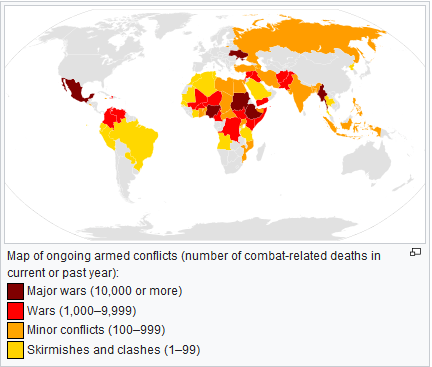 Map of ongoing armed conflicts (number of combat-related deaths in
current or past year):
Major wars (10,000 or more)
Wars (1,000–9,999)
Minor conflicts (100–999)
Skirmishes and clashes (1–99)